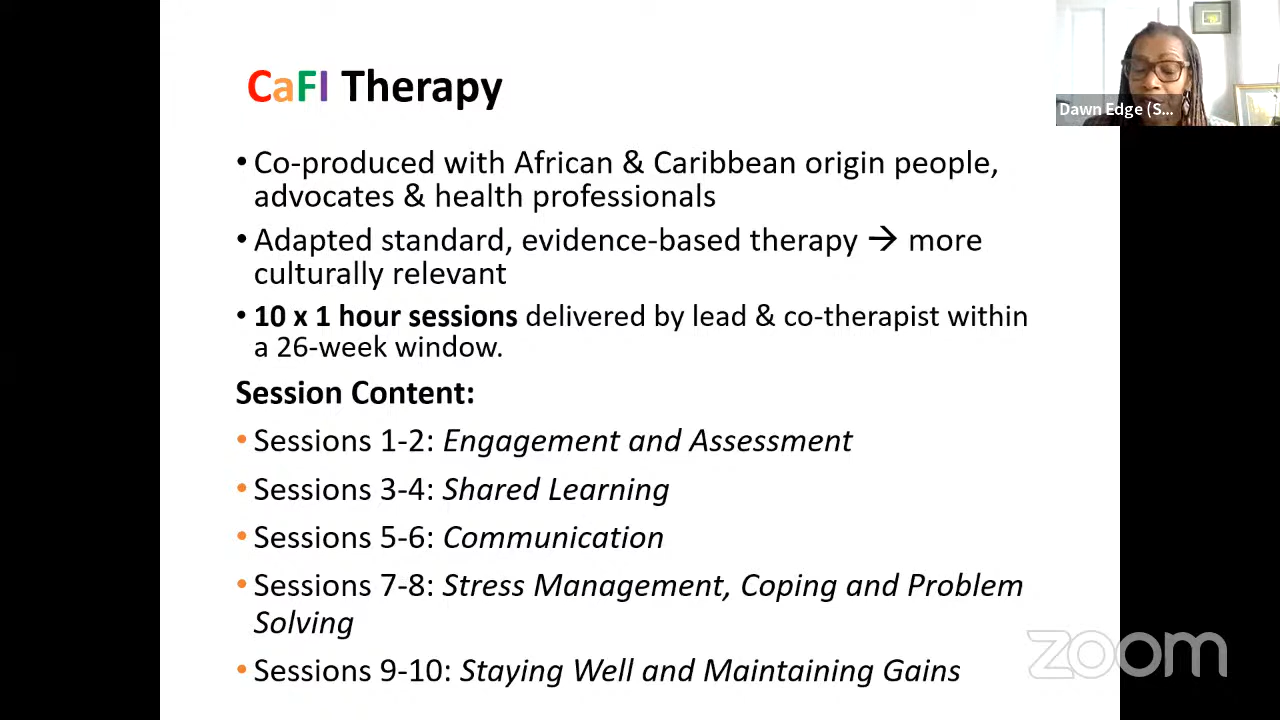 CaFI Therapy
Dawn Edge (S...
• Co-produced with African & Caribbean origin people,
advocates & health professionals
• Adapted standard, evidence-based therapy → more
culturally relevant
• 10 x 1 hour sessions delivered by lead & co-therapist within
a 26-week window.
Session Content:
• Sessions 1-2: Engagement and Assessment
• Sessions 3-4: Shared Learning
• Sessions 5-6: Communication
• Sessions 7-8: Stress Management, Coping and Problem
Solving
• Sessions 9-10: Staying Well and Maintaining Gains
zoom